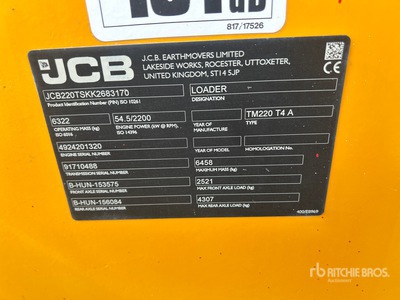 817/17526
JCB
J.C.B. EARTHMOVERS LIMITED
LAKESIDE WORKS, ROCESTER, UTTOXETER,
UNITED KINGDOM, ST14 5JP
JCB220TSKK2683170
Product Identification Number (PIN) ISO 10261
LOADER
DESIGNATION
6322
OPERATING MASS (kg)
ISO 6016
54.5/2200
ENGINE POWER (kW @ RPM),
ISO 14396
YEAR OF
MANUFACTURE
TM220 T4 A
TYPE
4924201320
ENGINE SERIAL NUMBER
YEAR OF
HOMOLOGATION No.
91710488
TRANSMISSION SERIAL NUMBER
6458
MAXIMUM MASS (kg)
B-HUN-153575
FRONT AXLE SERIAL NUMBER
2521
MAX FRONT AXLE LOAD (kg)
B-HUN-156084
REAR AXLE SERIAL NUMBER
4307
MAX REAR AXLE LOAD (kg)
rb RITCHIE BROS.